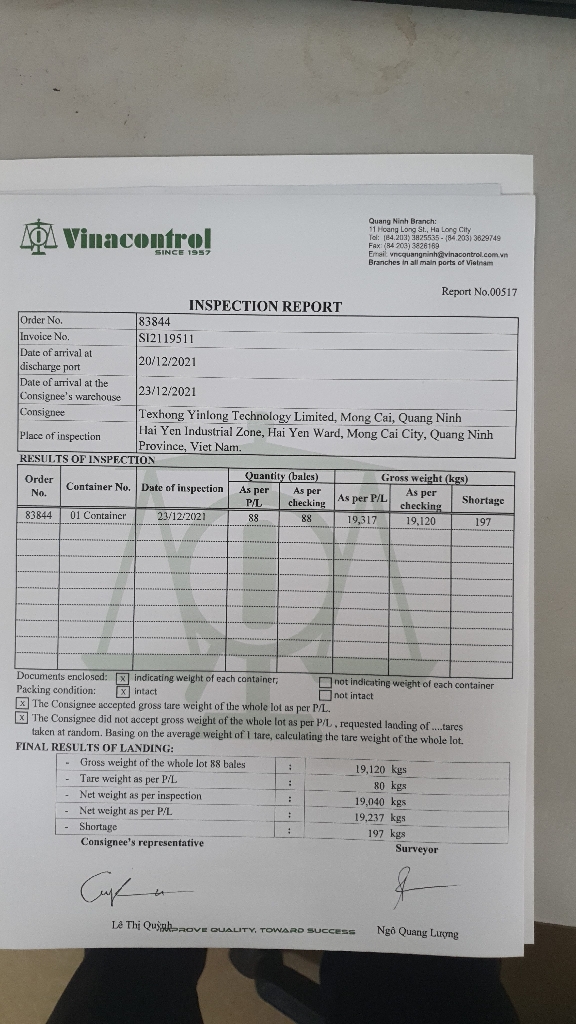 Vinacontrol
SINCE 1957
Quang Ninh Branch:
11 Hoang Long St., Ha Long City
Tel: (84.203) 3825535 - (84.203) 3629749
Fax: (84 203) 3826169
Email: vncquangninh@vinacontrol.com.vn
Branches in all main ports of Vietnam
Report No.00517
INSPECTION REPORT
Order No. 83844
Invoice No. SI2119511
Date of arrival at discharge port 20/12/2021
Date of arrival at the Consignee's warehouse 23/12/2021
Consignee Texhong Yinlong Technology Limited, Mong Cai, Quang Ninh
Place of inspection Hai Yen Industrial Zone, Hai Yen Ward, Mong Cai City, Quang Ninh
Province, Viet Nam.
RESULTS OF INSPECTION
Order No. Container No. Date of inspection Quantity (bales) Gross weight (kgs)
As per P/L As per checking As per P/L As per checking Shortage
83844 01 Container 23/12/2021 88 88 19,317 19,120 197
Documents enclosed: x indicating weight of each container; not indicating weight of each container
Packing condition: x intact not intact
x The Consignee accepted gross tare weight of the whole lot as per P/L.
x The Consignee did not accept gross weight of the whole lot as per P/L , requested landing of ....tares
taken at random. Basing on the average weight of 1 tare, calculating the tare weight of the whole lot.
FINAL RESULTS OF LANDING:
- Gross weight of the whole lot 88 bales : 19,120 kgs
- Tare weight as per P/L : 80 kgs
- Net weight as per inspection : 19,040 kgs
- Net weight as per P/L : 19,237 kgs
- Shortage : 197 kgs
Consignee's representative Surveyor
Lê Thị Quỳnh Ngô Quang Lượng
IMPROVE QUALITY, TOWARD SUCCESS